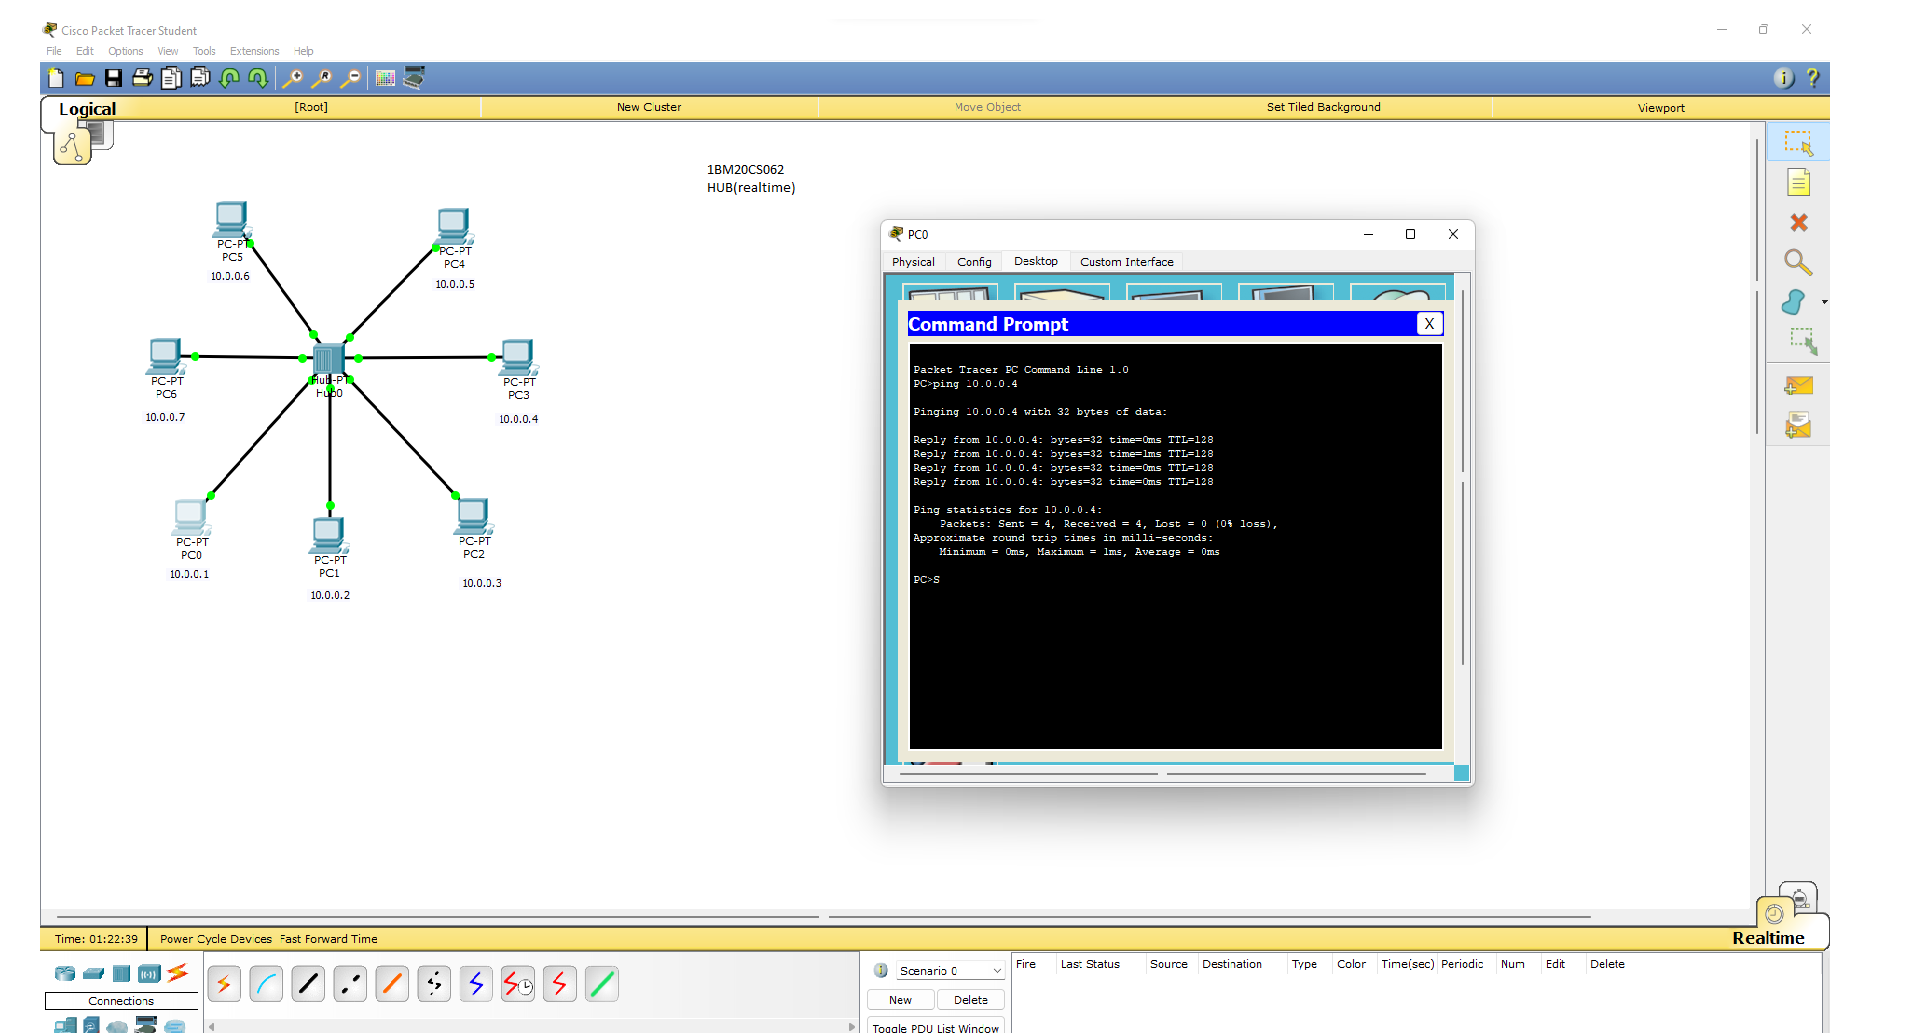 Cisco Packet Tracer Student
File Edit Options View Tools Extensions Help
Logical [Root] New Cluster Move Object Set Tiled Background Viewport
1BM20CS062
HUB(realtime)
PC-PT
PC5
10.0.0.6
PC-PT
PC4
10.0.0.5
PC-PT
PC6
10.0.0.7
Hub-PT
Hub0
PC-PT
PC3
10.0.0.4
PC-PT
PC0
10.0.0.1
PC-PT
PC1
10.0.0.2
PC-PT
PC2
10.0.0.3
PC0
Physical Config Desktop Custom Interface
Command Prompt X
Packet Tracer PC Command Line 1.0
PC>ping 10.0.0.4
Pinging 10.0.0.4 with 32 bytes of data:
Reply from 10.0.0.4: bytes=32 time=0ms TTL=128
Reply from 10.0.0.4: bytes=32 time=1ms TTL=128
Reply from 10.0.0.4: bytes=32 time=0ms TTL=128
Reply from 10.0.0.4: bytes=32 time=0ms TTL=128
Ping statistics for 10.0.0.4:
Packets: Sent = 4, Received = 4, Lost = 0 (0% loss),
Approximate round trip times in milli-seconds:
Minimum = 0ms, Maximum = 1ms, Average = 0ms
PC>S
Time: 01:22:39 Power Cycle Devices Fast Forward Time Realtime
Connections
Scenario 0
New Delete
Toggle PDU List Window
Fire Last Status Source Destination Type Color Time(sec) Periodic Num Edit Delete